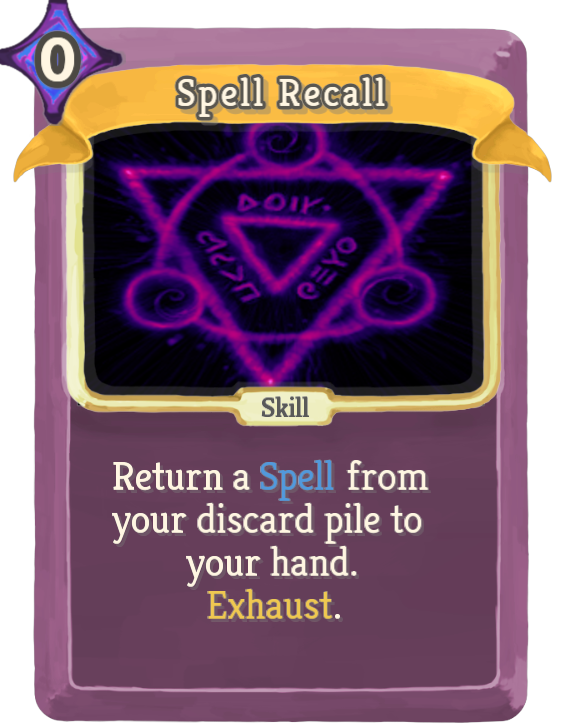 0
Spell Recall
Skill
Return a Spell from
your discard pile to
your hand.
Exhaust.